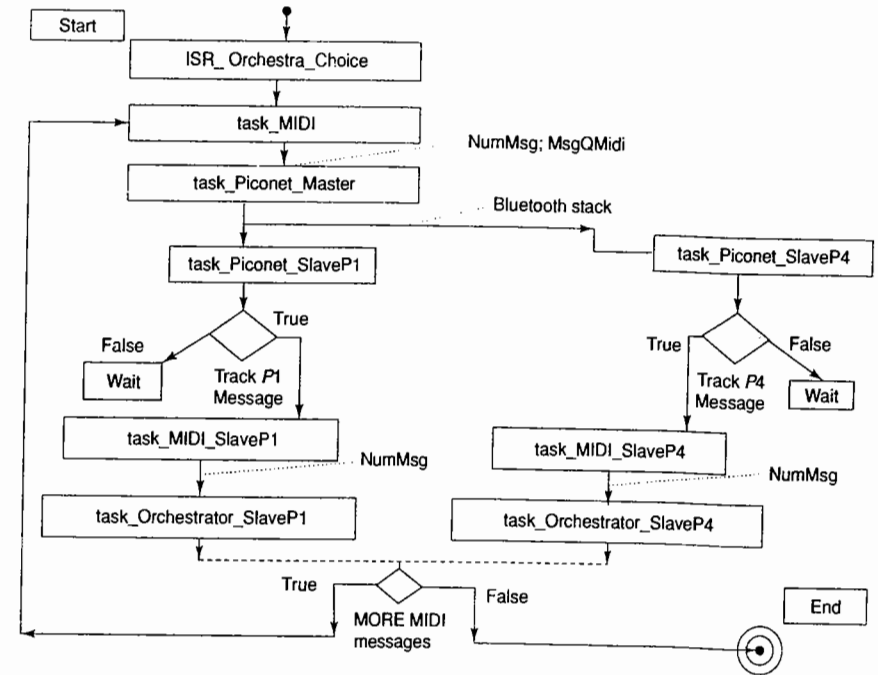 Start
ISR_ Orchestra_Choice
task_MIDI
NumMsg; MsgQMidi
task_Piconet_Master
Bluetooth stack
task_Piconet_SlaveP1
task_Piconet_SlaveP4
True
False
Wait
Track P1
Message
True
False
Track P4
Message
Wait
task_MIDI_SlaveP1
task_MIDI_SlaveP4
NumMsg
NumMsg
task_Orchestrator_SlaveP1
task_Orchestrator_SlaveP4
True
False
MORE MIDI
messages
End